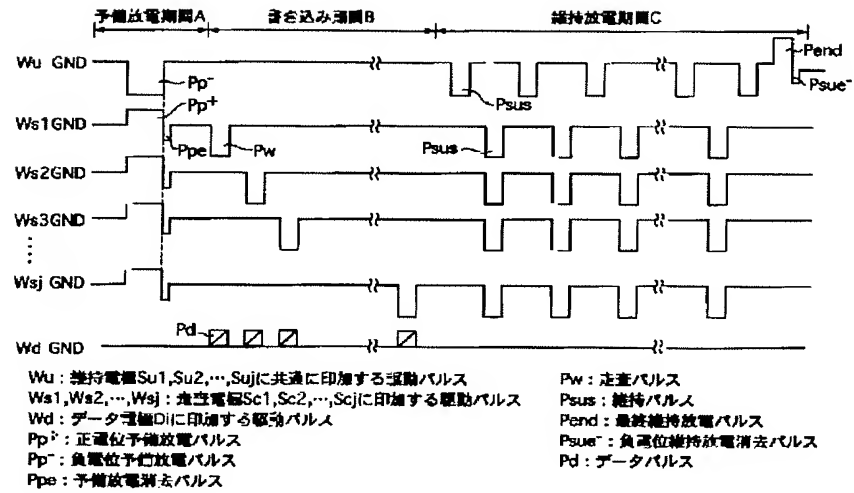 予備放電期間A
書き込み期間B
維持放電期間C
Wu GND
Pp⁻
Pp⁺
Psus
Pend
Psue⁻
Ws1GND
Ppe
Pw
Psus
Ws2GND
Ws3GND
Wsj GND
Pd
Wd GND
Wu：維持電極Su1,Su2,…,Sujに共通に印加する駆動パルス
Ws1,Ws2,…,Wsj：走査電極Sc1,Sc2,…,Scjに印加する駆動パルス
Wd：データ電極Diに印加する駆動パルス
Pp⁺：正電位予備放電パルス
Pp⁻：負電位予備放電パルス
Ppe：予備放電消去パルス
Pw：走査パルス
Psus：維持パルス
Pend：最終維持放電パルス
Psue⁻：負電位維持放電消去パルス
Pd：データパルス